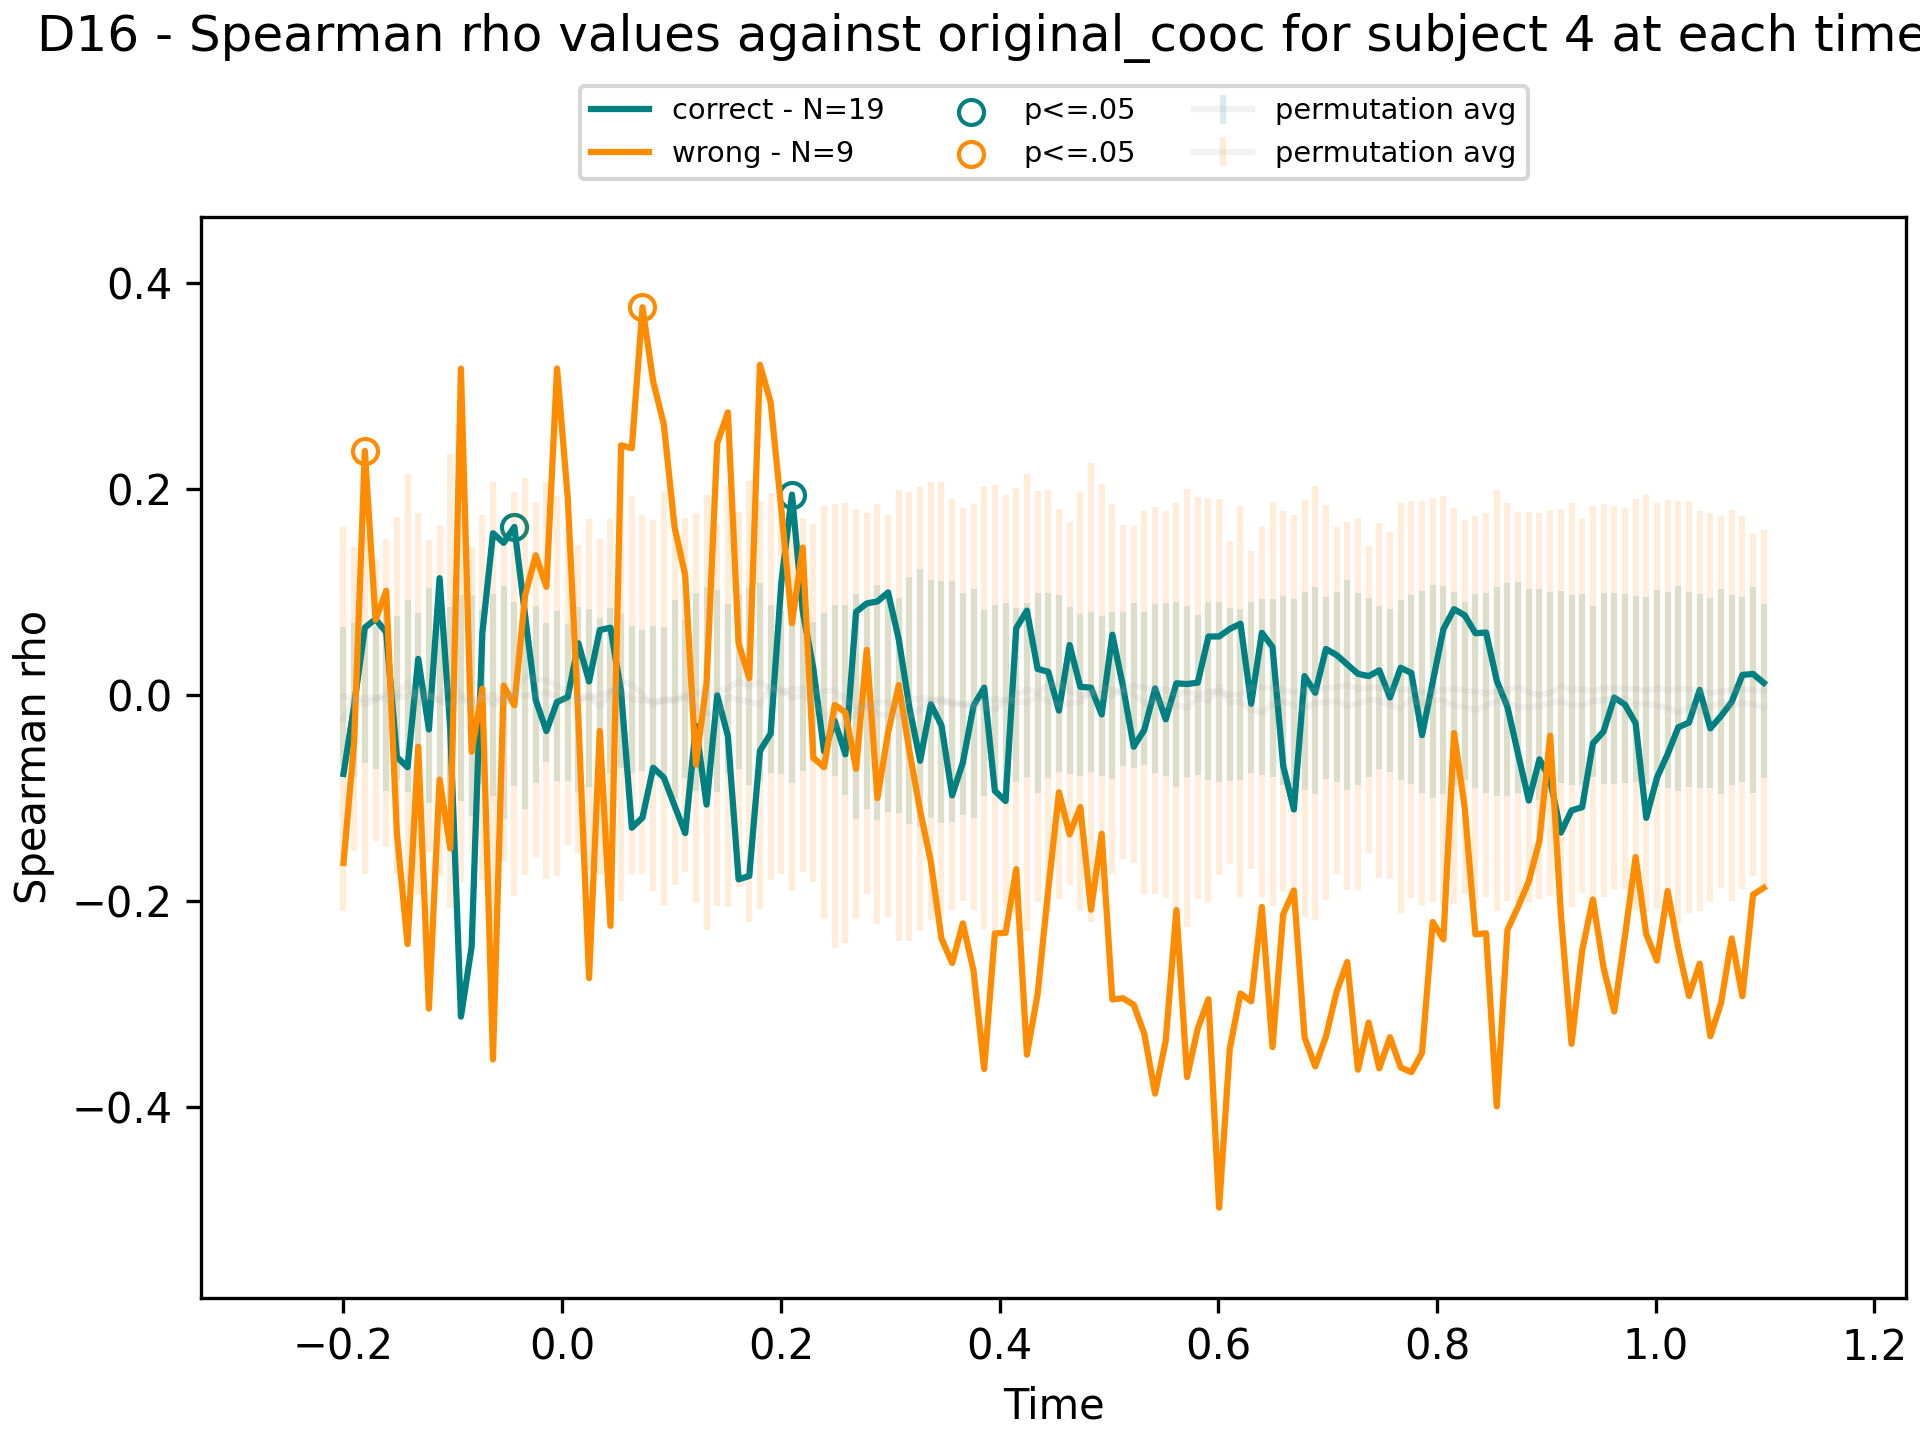 D16 - Spearman rho values against original_cooc for subject 4 at each time
correct - N=19
wrong - N=9
p<=.05
p<=.05
permutation avg
permutation avg
Spearman rho
0.4
0.2
0.0
−0.2
−0.4
−0.2 0.0 0.2 0.4 0.6 0.8 1.0 1.2
Time